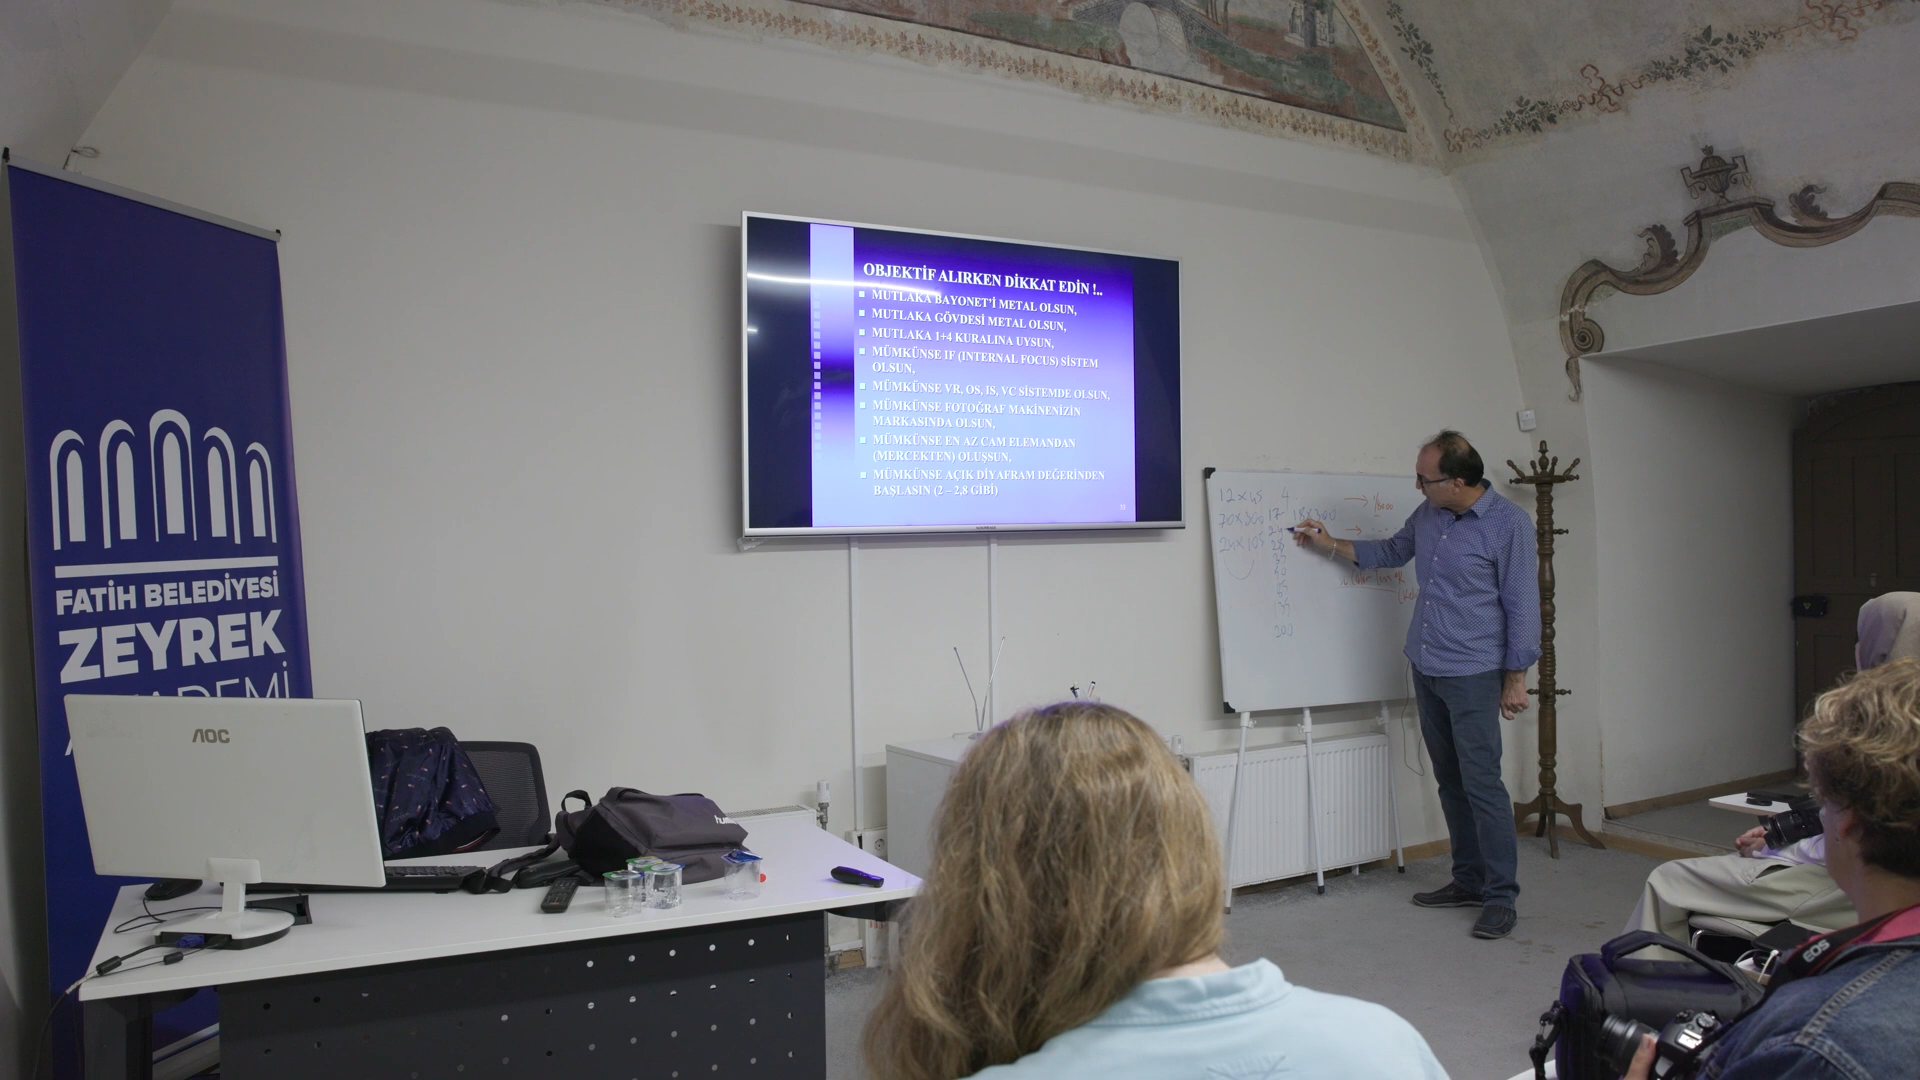 FATİH BELEDİYESİ
ZEYREK
AOC
OBJEKTİF ALIRKEN DİKKAT EDİN !..
MUTLAKA BAYONET'İ METAL OLSUN,
MUTLAKA GÖVDESİ METAL OLSUN,
MUTLAKA 1+4 KURALINA UYSUN,
MÜMKÜNSE IF (INTERNAL FOCUS) SİSTEM
OLSUN,
MÜMKÜNSE VR, OS, IS, VC SİSTEMDE OLSUN,
MÜMKÜNSE FOTOĞRAF MAKİNENİZİN
MARKASINDA OLSUN,
MÜMKÜNSE EN AZ CAM ELEMANDAN
(MERCEKTEN) OLUŞSUN,
MÜMKÜNSE AÇIK DİYAFRAM DEĞERİNDEN
BAŞLASIN (2 – 2,8 GİBİ)
12x45 4
70x300 17 18x300
24x105 28
35
200
EOS